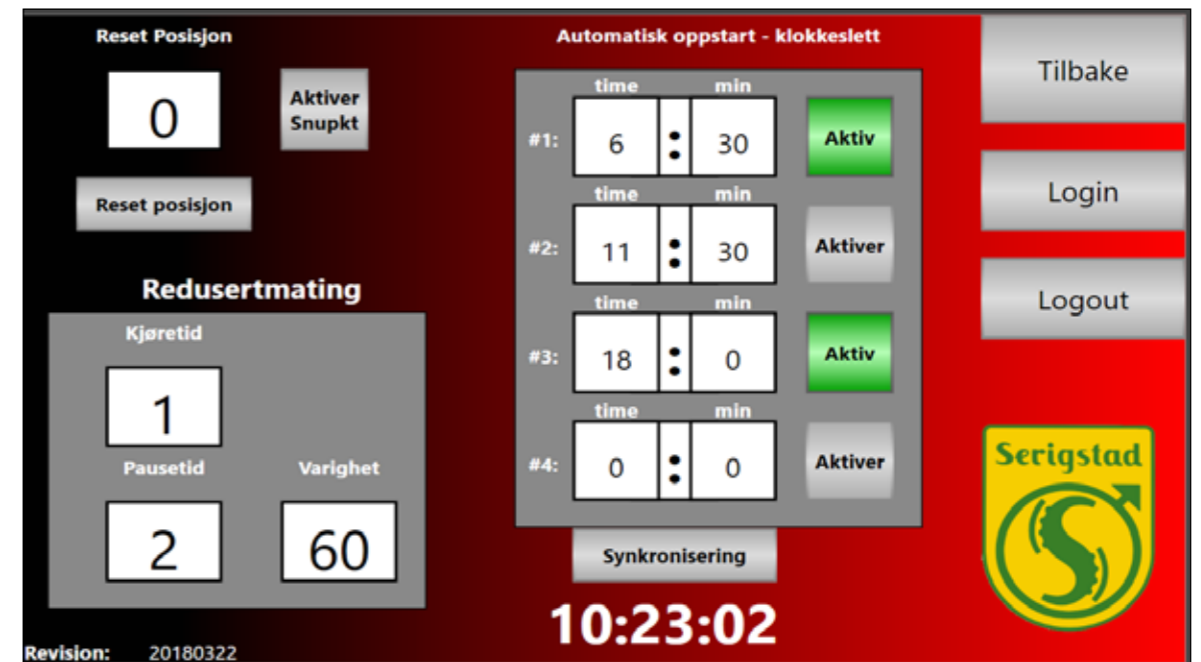 Reset Posisjon
0
Aktiver
Snupkt
Reset posisjon
Redusertmating
Kjøretid
1
Pausetid
Varighet
2
60
Revision: 20180322
Automatisk oppstart - klokkeslett
time min
#1: 6 : 30 Aktiv
time min
#2: 11 : 30 Aktiver
time min
#3: 18 : 0 Aktiv
time min
#4: 0 : 0 Aktiver
Synkronisering
10:23:02
Tilbake
Login
Logout
Serigstad